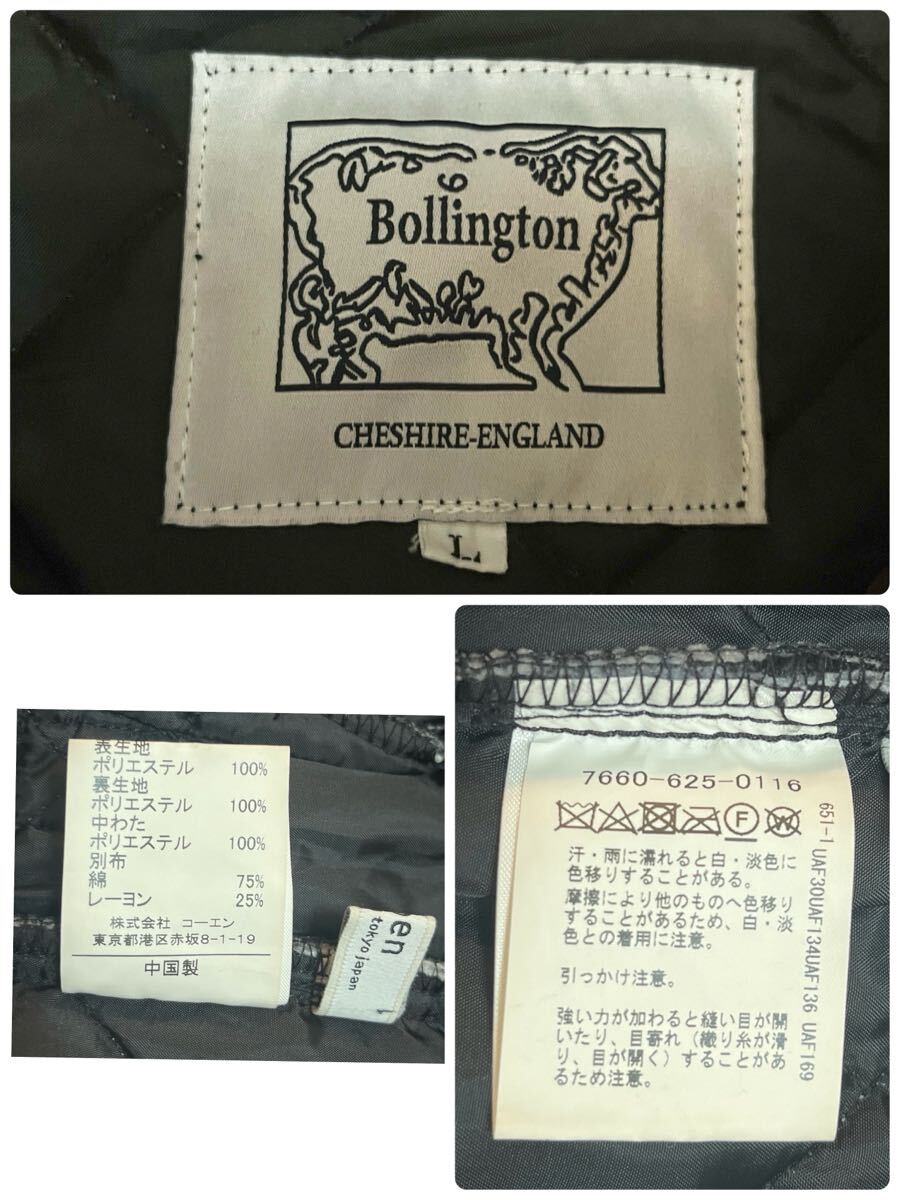 Bollington
CHESHIRE-ENGLAND
L
表生地
ポリエステル 100%
裏生地
ポリエステル 100%
中わた
ポリエステル 100%
別布
綿 75%
レーヨン 25%
株式会社 コーエン
東京都港区赤坂8-1-19
中国製
en
tokyo japan
7660-625-0116
F
W
汗・雨に濡れると白・淡色に
色移りすることがある。
摩擦により他のものへ色移り
することがあるため、白・淡
色との着用に注意。
引っかけ注意。
強い力が加わると縫い目が開
いたり、目寄れ（織り糸が滑
り、目が開く）することがあ
るため注意。
651-1 UAF30UAF134UAF136 UAF169